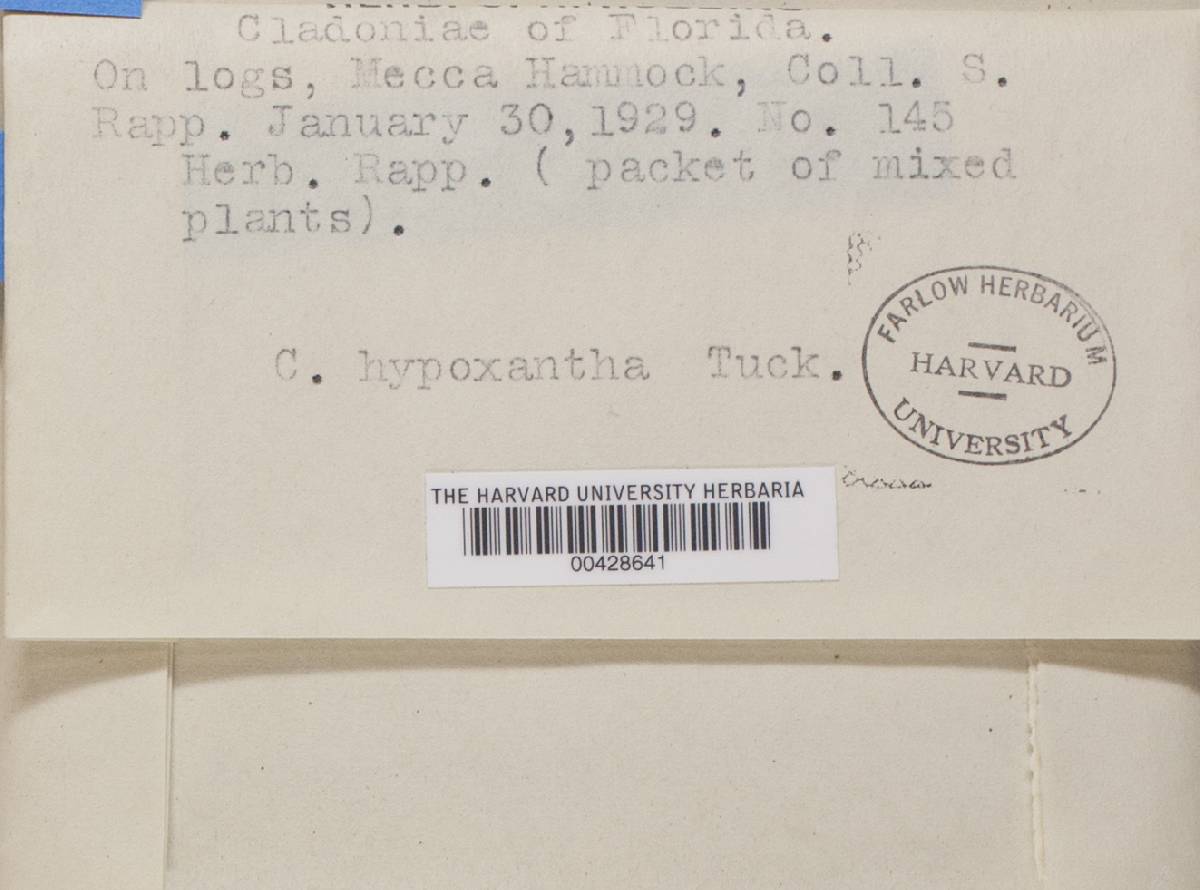 Cladoniae of Florida.
On logs, Mecca Hammock, Coll. S.
Rapp. January 30,1929. No. 145
Herb. Rapp. ( packet of mixed
plants).
C. hypoxantha Tuck.
FARLOW HERBARIUM
HARVARD
UNIVERSITY
THE HARVARD UNIVERSITY HERBARIA
00428641